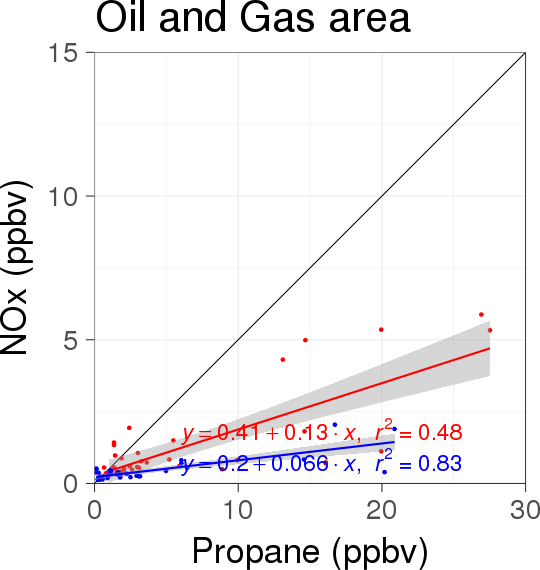 Oil and Gas area
15
10
5
0
NOx (ppbv)
y = 0.41 + 0.13 · x, r² = 0.48
y = 0.2 + 0.066 · x, r² = 0.83
0 10 20 30
Propane (ppbv)